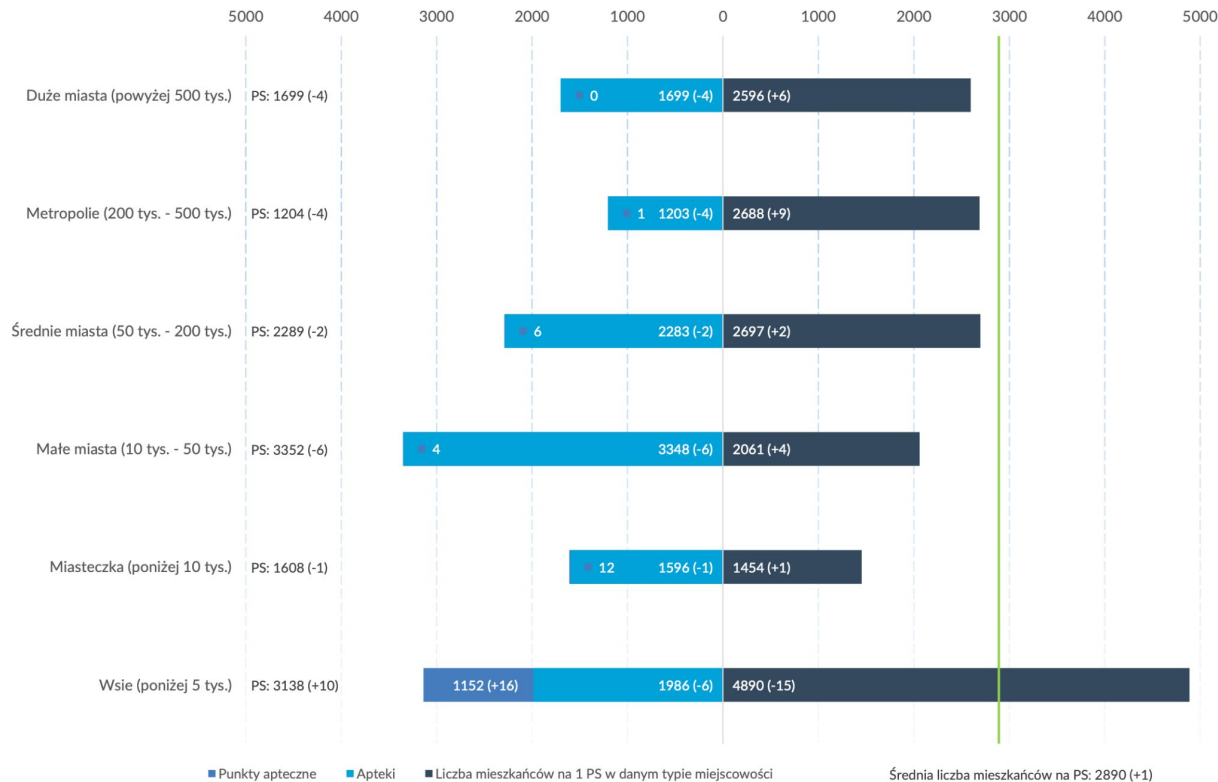 5000 4000 3000 2000 1000 0 1000 2000 3000 4000 5000
Duże miasta (powyżej 500 tys.) PS: 1699 (-4) 0 1699 (-4) 2596 (+6)
Metropolie (200 tys. - 500 tys.) PS: 1204 (-4) 1 1203 (-4) 2688 (+9)
Średnie miasta (50 tys. - 200 tys.) PS: 2289 (-2) 6 2283 (-2) 2697 (+2)
Małe miasta (10 tys. - 50 tys.) PS: 3352 (-6) 4 3348 (-6) 2061 (+4)
Miasteczka (poniżej 10 tys.) PS: 1608 (-1) 12 1596 (-1) 1454 (+1)
Wsie (poniżej 5 tys.) PS: 3138 (+10) 1152 (+16) 1986 (-6) 4890 (-15)
Punkty apteczne Apteki Liczba mieszkańców na 1 PS w danym typie miejscowości Średnia liczba mieszkańców na PS: 2890 (+1)